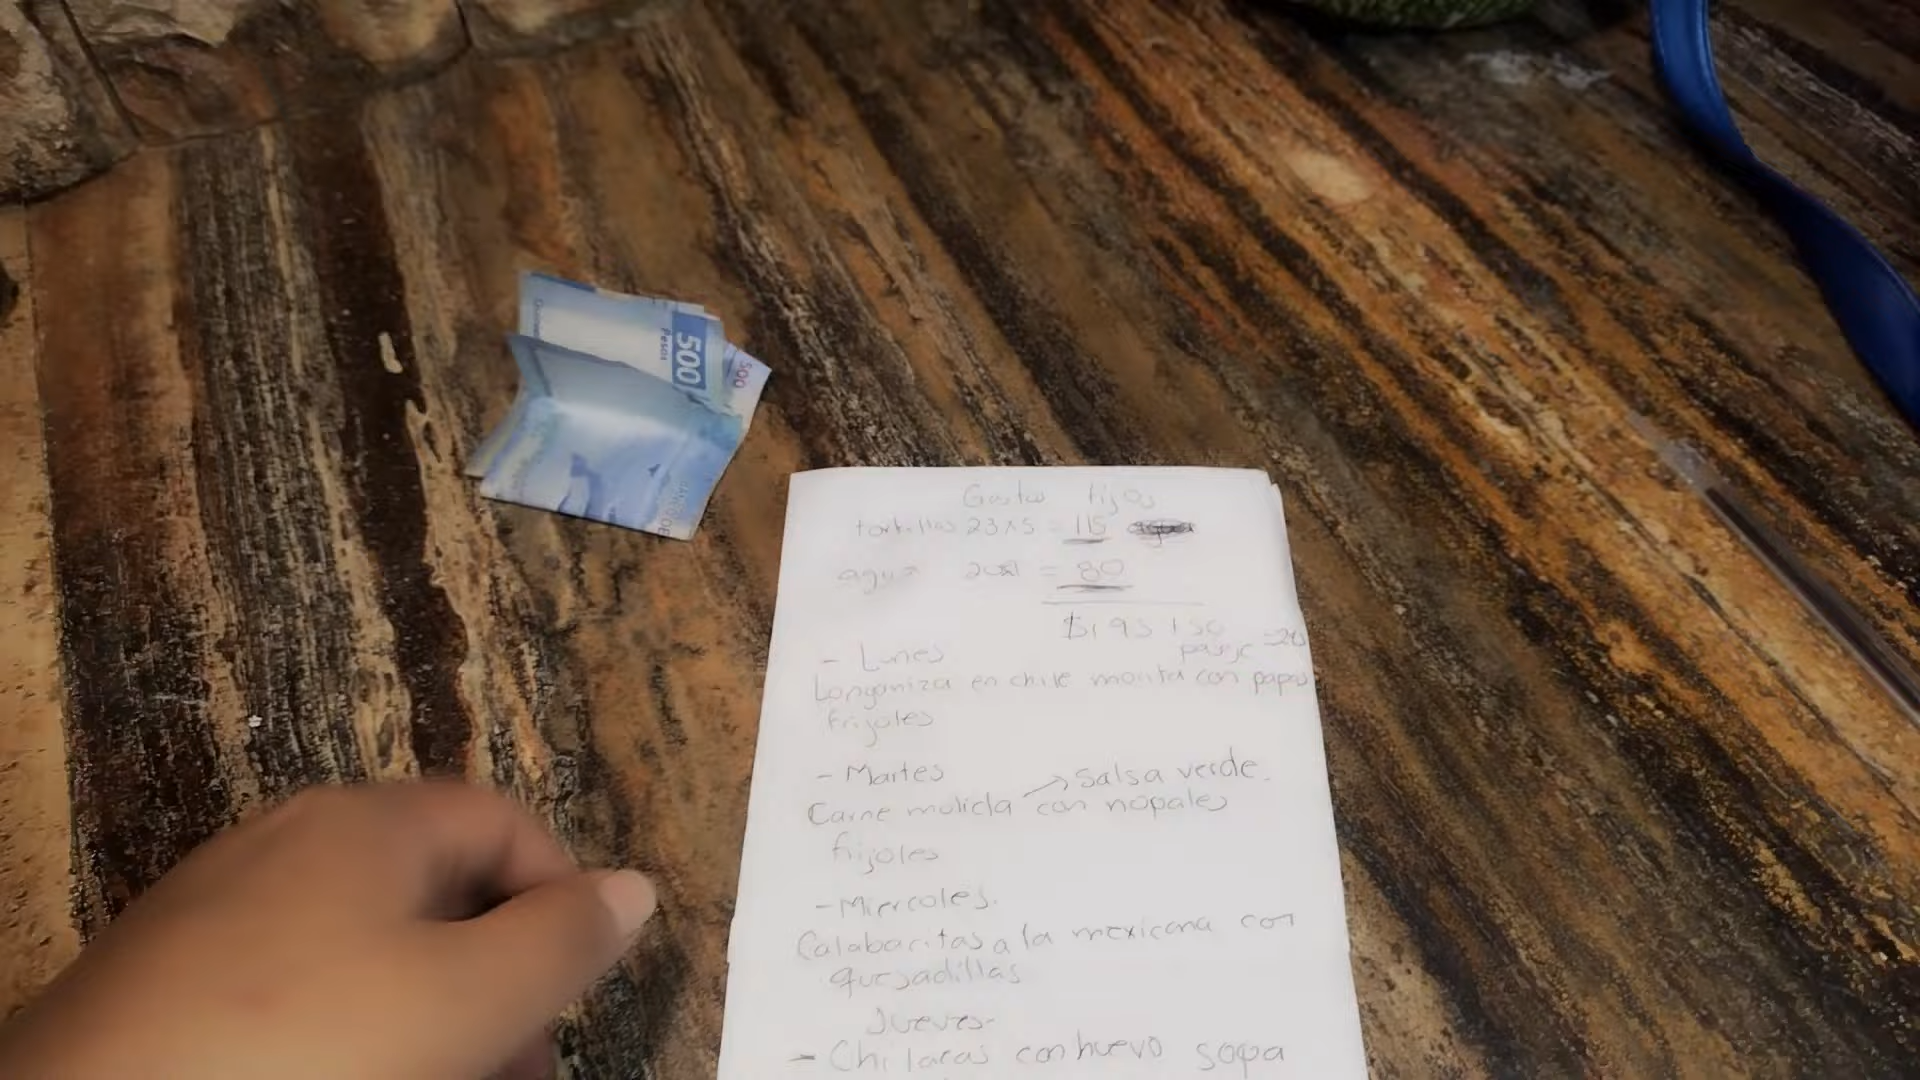 500
Pesos
500
Gastos fijos
tortillas 23x5 = 115
agua = 80
$195 +50
pasaje =20
- Lunes
Longaniza en chile morita con papas
frijoles
- Martes
→ Salsa verde.
Carne molida con nopales
frijoles
- Miercoles.
Calabacitas a la mexicana con
quesadillas
Jueves-
- Chilacas con huevo sopa